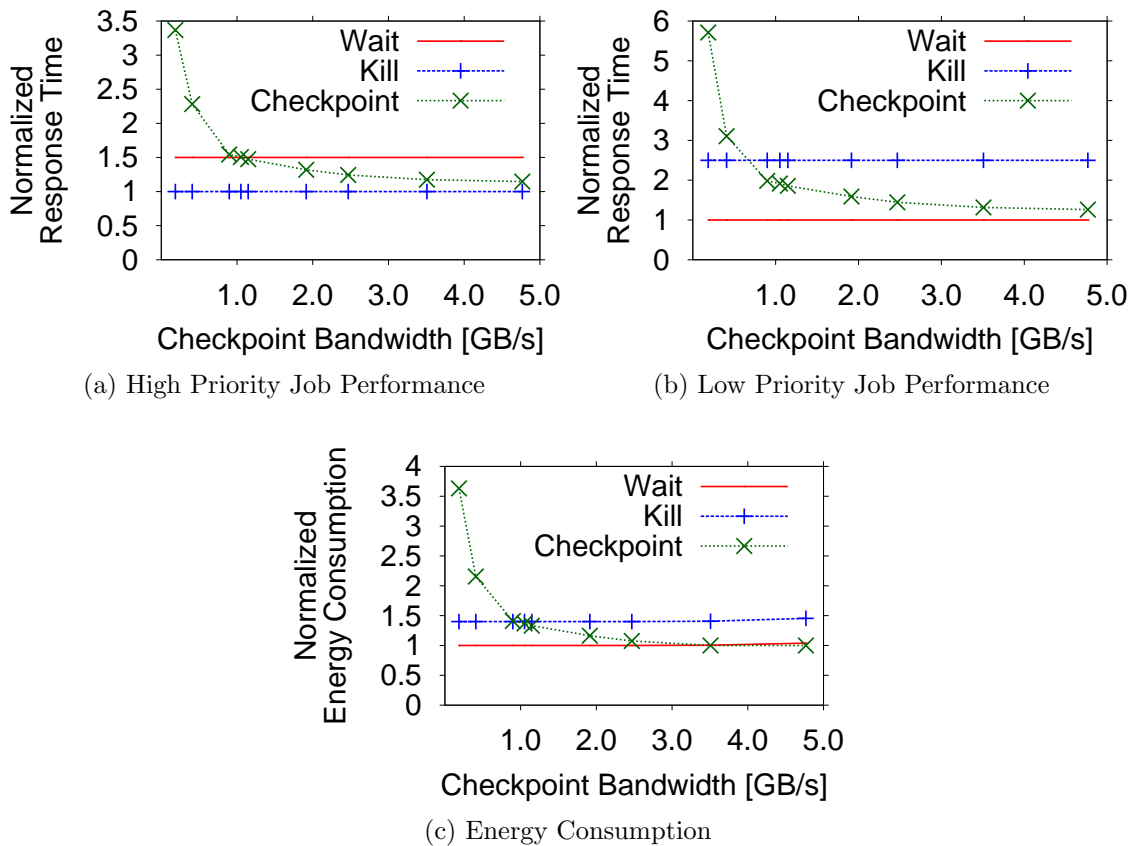 Normalized
Response Time
3.5
3
2.5
2
1.5
1
0.5
0
Wait
Kill
Checkpoint
1.0 2.0 3.0 4.0 5.0
Checkpoint Bandwidth [GB/s]
(a) High Priority Job Performance
Normalized
Response Time
6
5
4
3
2
1
0
Wait
Kill
Checkpoint
1.0 2.0 3.0 4.0 5.0
Checkpoint Bandwidth [GB/s]
(b) Low Priority Job Performance
Normalized
Energy Consumption
4
3.5
3
2.5
2
1.5
1
0.5
0
Wait
Kill
Checkpoint
1.0 2.0 3.0 4.0 5.0
Checkpoint Bandwidth [GB/s]
(c) Energy Consumption